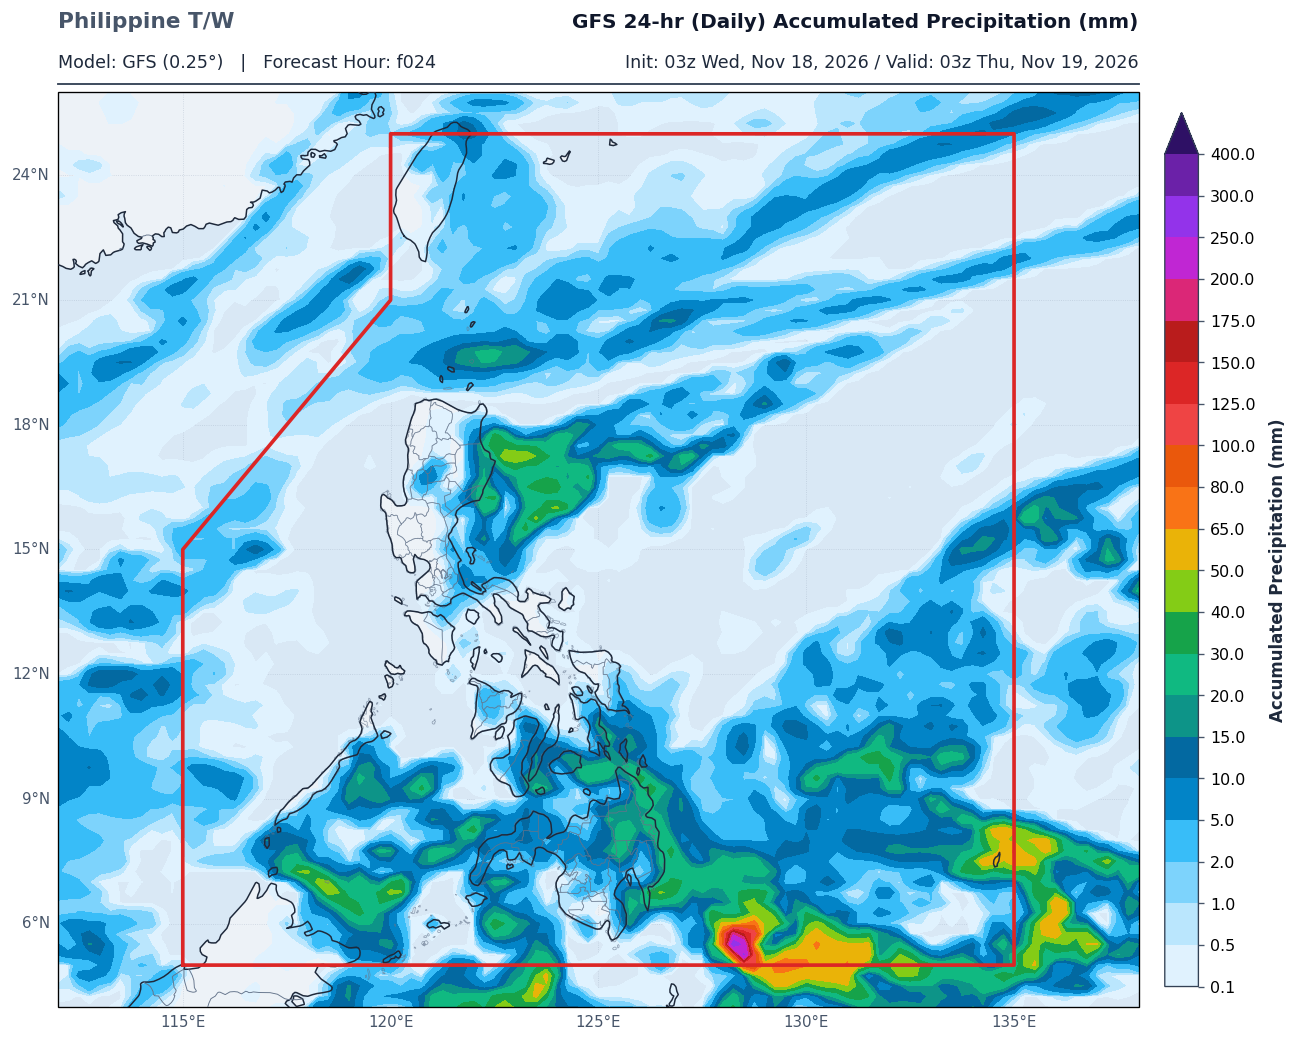 Philippine T/W
GFS 24-hr (Daily) Accumulated Precipitation (mm)
Model: GFS (0.25°) | Forecast Hour: f024
Init: 03z Wed, Nov 18, 2026 / Valid: 03z Thu, Nov 19, 2026
24°N
21°N
18°N
15°N
12°N
9°N
6°N
115°E
120°E
125°E
130°E
135°E
400.0
300.0
250.0
200.0
175.0
150.0
125.0
100.0
80.0
65.0
50.0
40.0
30.0
20.0
15.0
10.0
5.0
2.0
1.0
0.5
0.1
Accumulated Precipitation (mm)